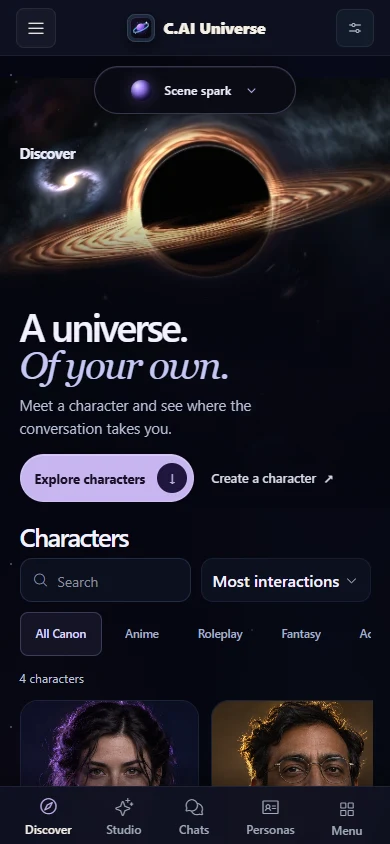 C.AI Universe
Scene spark
Discover
A universe.
Of your own.
Meet a character and see where the
conversation takes you.
Explore characters ↓
Create a character ↗
Characters
Search
Most interactions
All Canon
Anime
Roleplay
Fantasy
Ac
4 characters
Discover
Studio
Chats
Personas
Menu